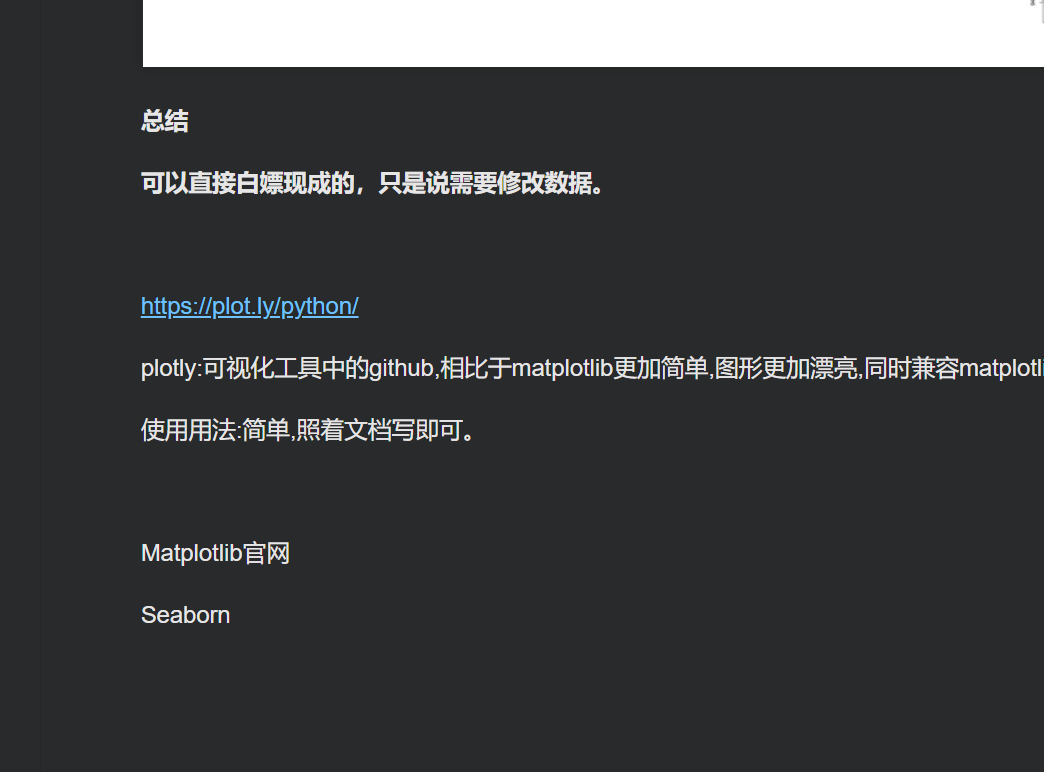 总结
可以直接白嫖现成的，只是说需要修改数据。
https://plot.ly/python/
plotly:可视化工具中的github,相比于matplotlib更加简单,图形更加漂亮,同时兼容matplotli
使用用法:简单,照着文档写即可。
Matplotlib官网
Seaborn